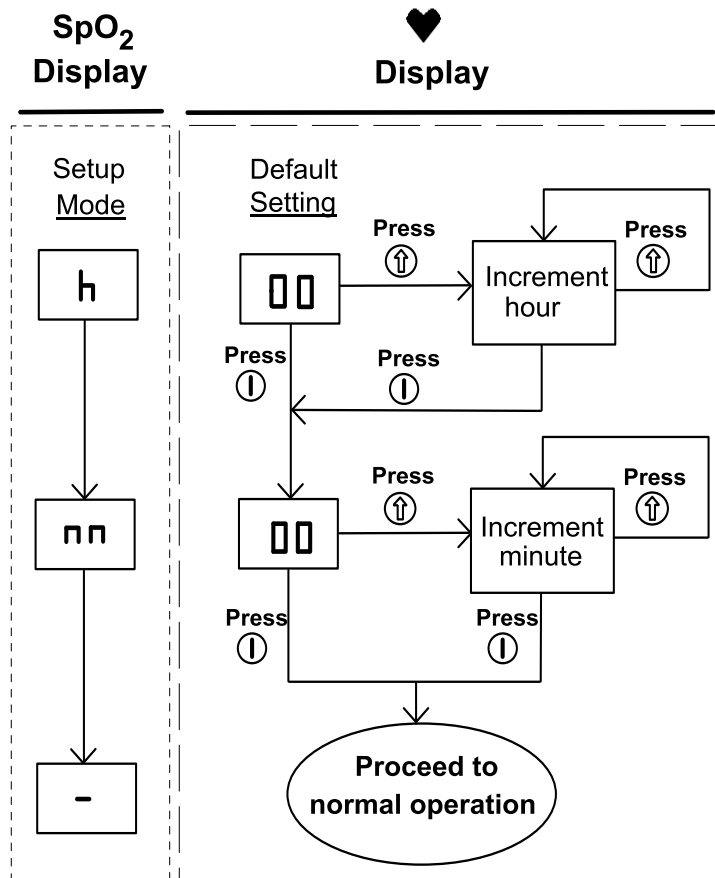 SpO2
Display
♥
Display
Setup
Mode
Default
Setting
h
00
Press
Increment
hour
Press
Press
Press
nn
00
Press
Increment
minute
Press
Press
Press
-
Proceed to
normal operation